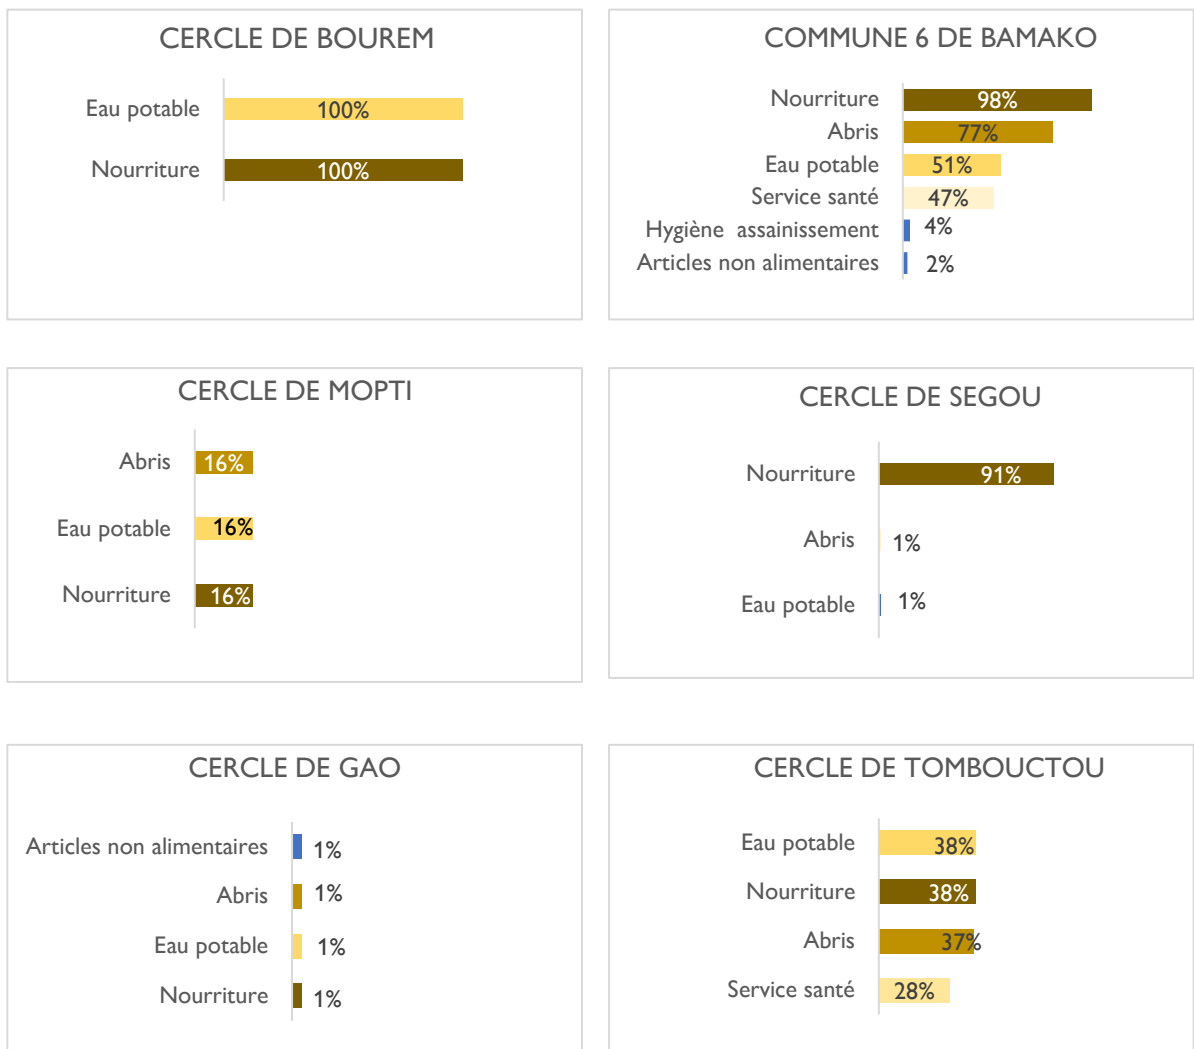 CERCLE DE BOUREM
Eau potable 100%
Nourriture 100%
COMMUNE 6 DE BAMAKO
Nourriture 98%
Abris 77%
Eau potable 51%
Service santé 47%
Hygiène assainissement 4%
Articles non alimentaires 2%
CERCLE DE MOPTI
Abris 16%
Eau potable 16%
Nourriture 16%
CERCLE DE SEGOU
Nourriture 91%
Abris 1%
Eau potable 1%
CERCLE DE GAO
Articles non alimentaires 1%
Abris 1%
Eau potable 1%
Nourriture 1%
CERCLE DE TOMBOUCTOU
Eau potable 38%
Nourriture 38%
Abris 37%
Service santé 28%